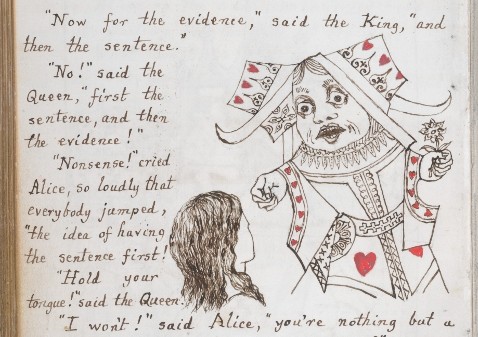 "Now for the evidence," said the King, "and
then the sentence."
"No!" said the
Queen, "first the
sentence, and then
the evidence!"
"Nonsense!" cried
Alice, so loudly that
everybody jumped,
"the idea of having
the sentence first!
"Hold your
tongue!" said the Queen.
"I won't!" said Alice, "you're nothing but a